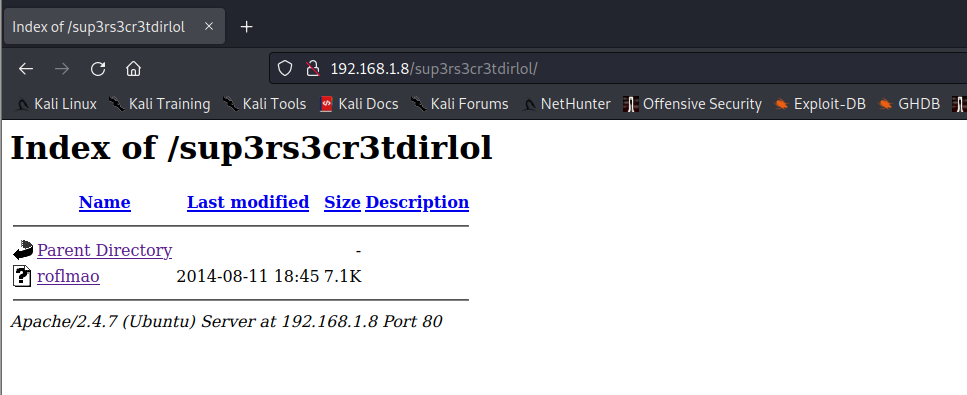 Index of /sup3rs3cr3tdirlol × +
192.168.1.8/sup3rs3cr3tdirlol/
Kali Linux Kali Training Kali Tools Kali Docs Kali Forums NetHunter Offensive Security Exploit-DB GHDB
Index of /sup3rs3cr3tdirlol
Name Last modified Size Description
Parent Directory -
roflmao 2014-08-11 18:45 7.1K
Apache/2.4.7 (Ubuntu) Server at 192.168.1.8 Port 80